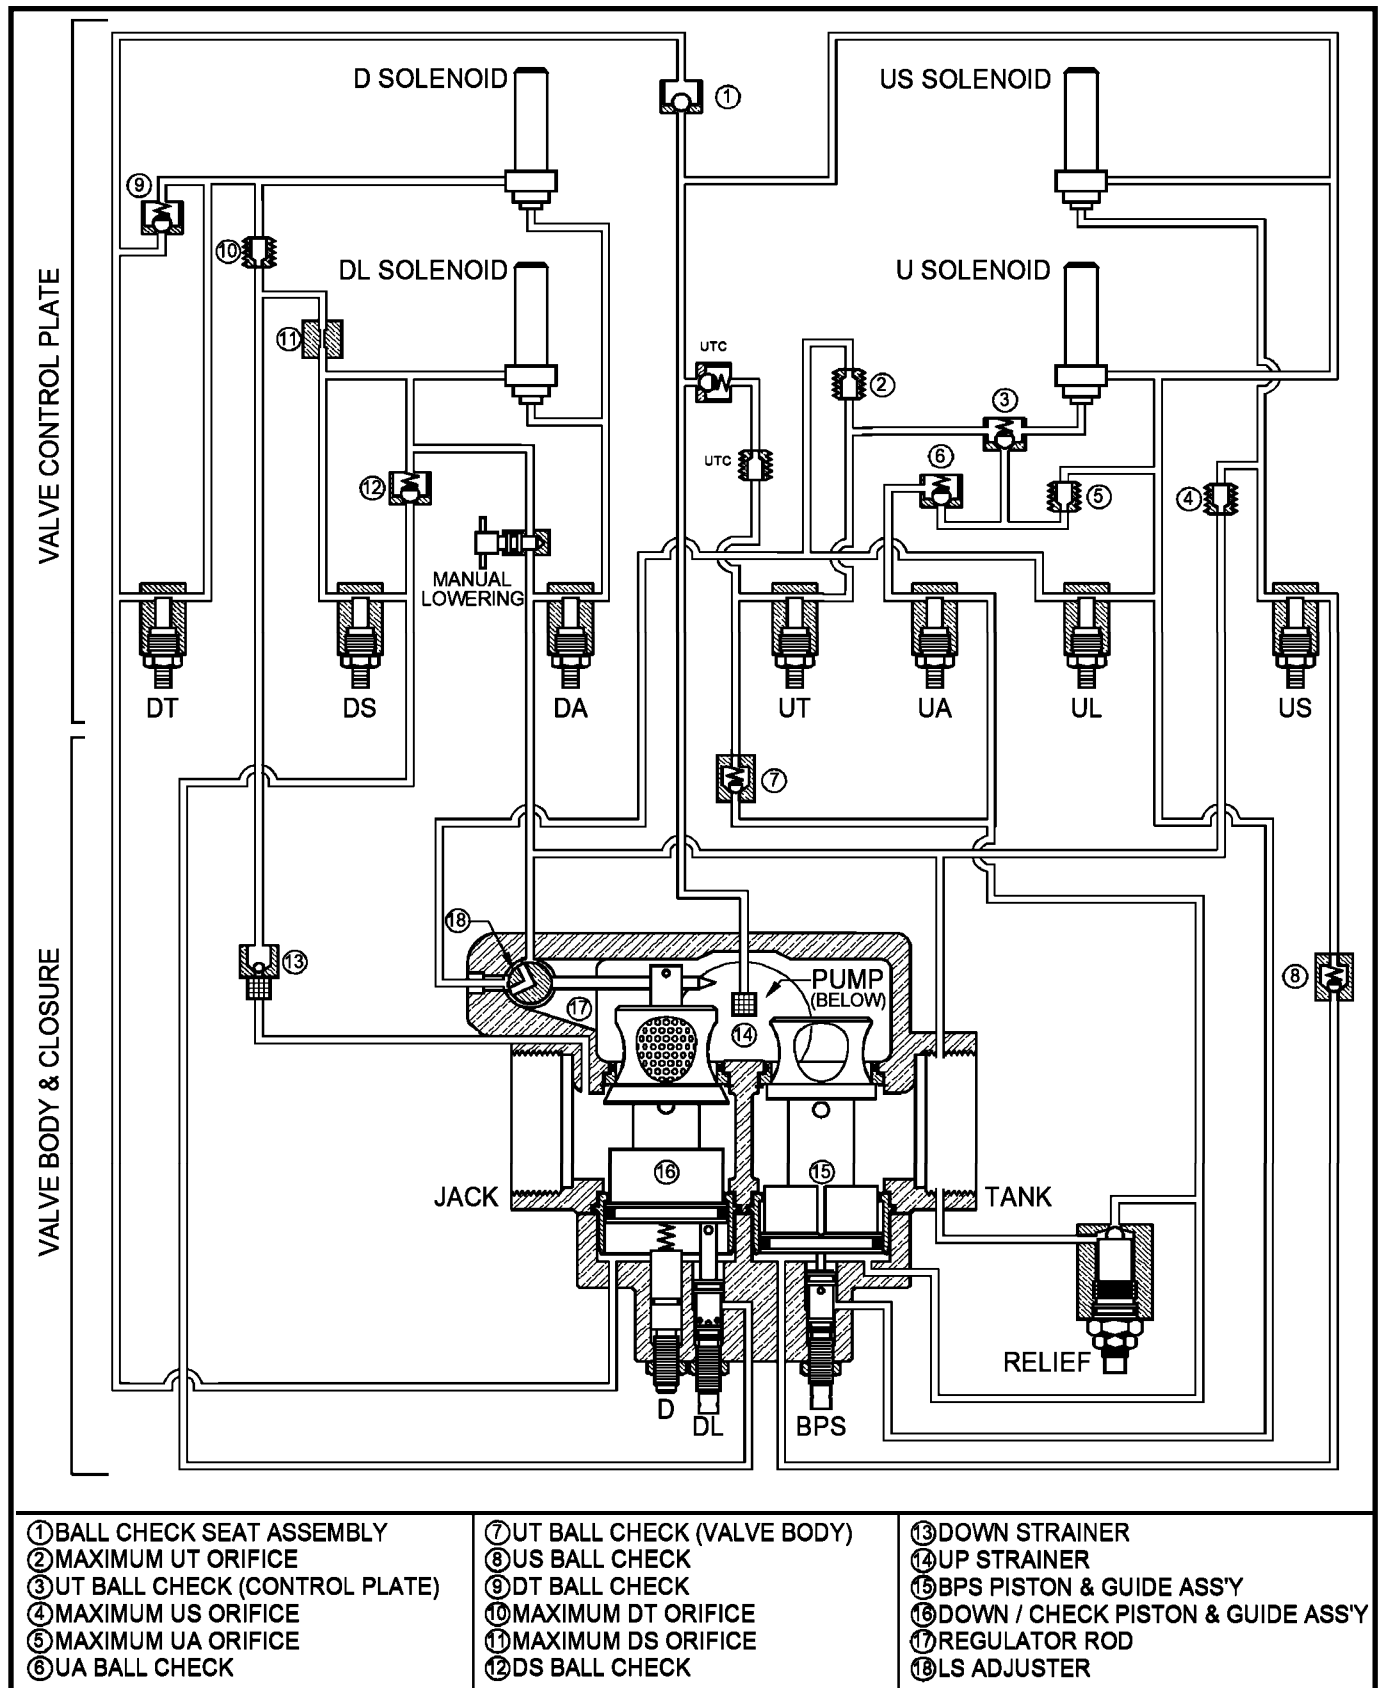 VALVE CONTROL PLATE
VALVE BODY & CLOSURE
D SOLENOID
①
US SOLENOID
⑨
⑩
DL SOLENOID
U SOLENOID
⑪
UTC
②
③
UTC
⑥
⑫
⑤
④
MANUAL
LOWERING
DT
DS
DA
UT
UA
UL
US
⑦
⑱
⑬
PUMP
(BELOW)
⑧
⑰
⑭
⑯
⑮
JACK
TANK
RELIEF
D
DL
BPS
①BALL CHECK SEAT ASSEMBLY
②MAXIMUM UT ORIFICE
③UT BALL CHECK (CONTROL PLATE)
④MAXIMUM US ORIFICE
⑤MAXIMUM UA ORIFICE
⑥UA BALL CHECK
⑦UT BALL CHECK (VALVE BODY)
⑧US BALL CHECK
⑨DT BALL CHECK
⑩MAXIMUM DT ORIFICE
⑪MAXIMUM DS ORIFICE
⑫DS BALL CHECK
⑬DOWN STRAINER
⑭UP STRAINER
⑮BPS PISTON & GUIDE ASS'Y
⑯DOWN / CHECK PISTON & GUIDE ASS'Y
⑰REGULATOR ROD
⑱LS ADJUSTER